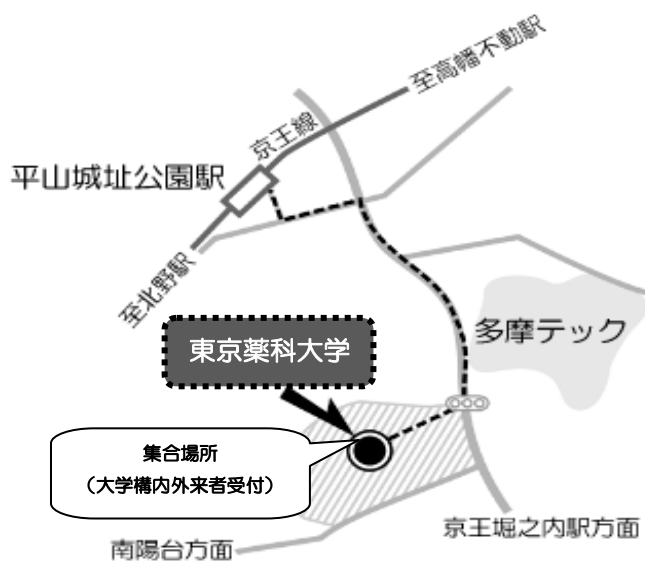 至高幡不動駅
京王線
平山城址公園駅
至北野駅
多摩テック
東京薬科大学
集合場所
（大学構内外来者受付）
京王堀之内駅方面
南陽台方面